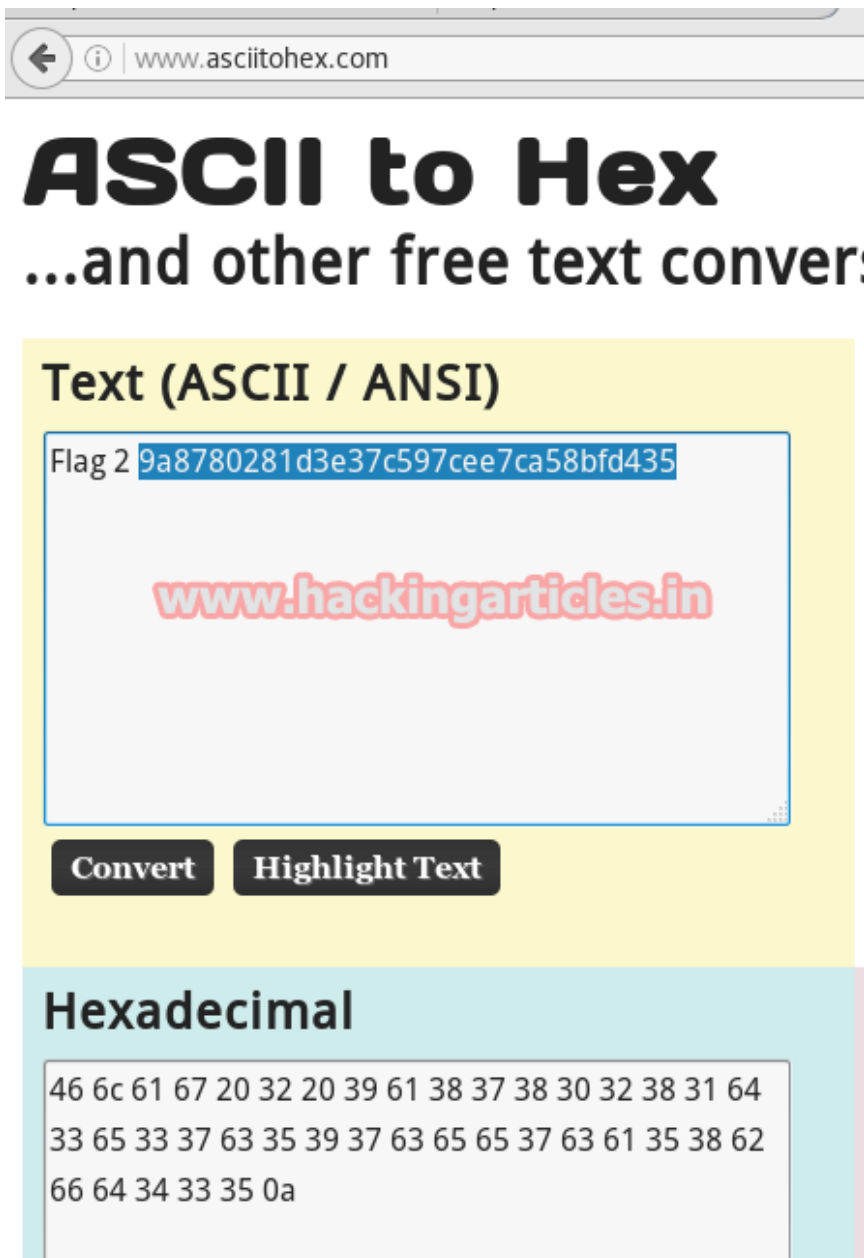 www.asciitohex.com
ASCII to Hex
...and other free text convers
Text (ASCII / ANSI)
Flag 2 9a8780281d3e37c597cee7ca58bfd435
www.hackingarticles.in
Convert
Highlight Text
Hexadecimal
46 6c 61 67 20 32 20 39 61 38 37 38 30 32 38 31 64
33 65 33 37 63 35 39 37 63 65 65 37 63 61 35 38 62
66 64 34 33 35 0a